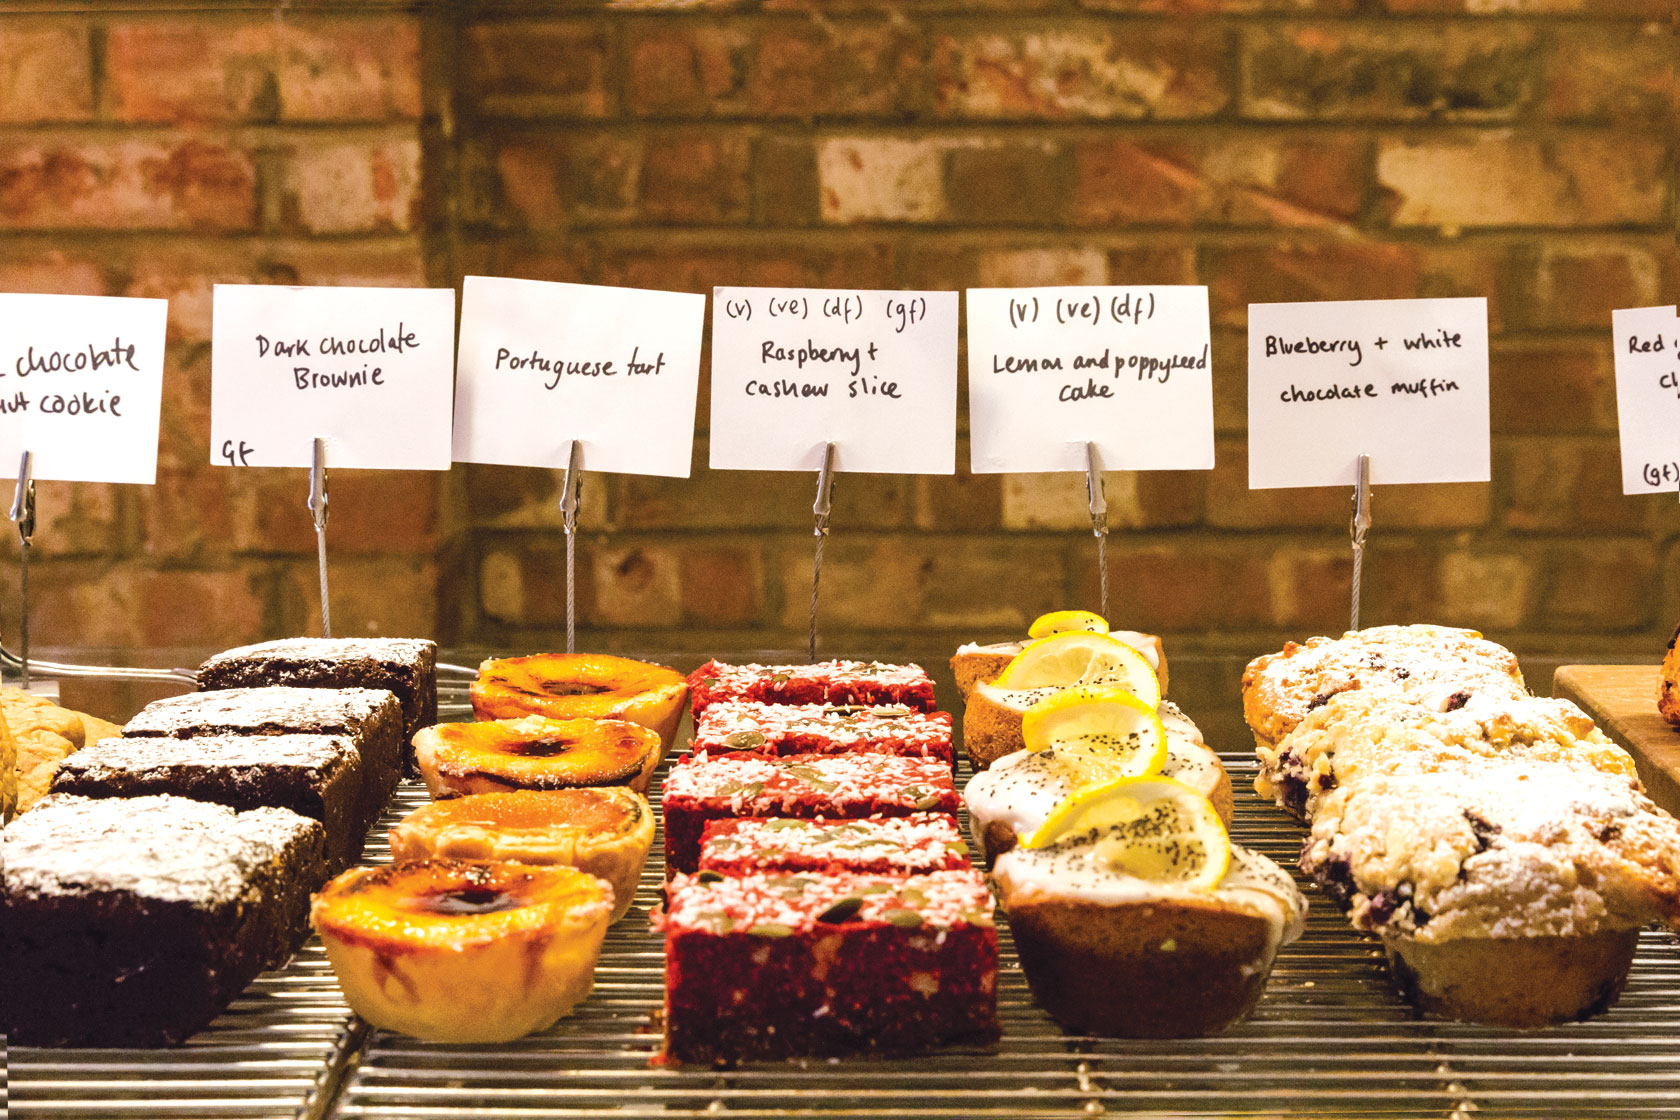 chocolate
cookie
Dark chocolate
Brownie
gf
Portuguese tart
(v) (ve) (df) (gf)
Raspberry +
cashew slice
(v) (ve) (df)
Lemon and poppyseed
cake
Blueberry + white
chocolate muffin
Red
(gf)